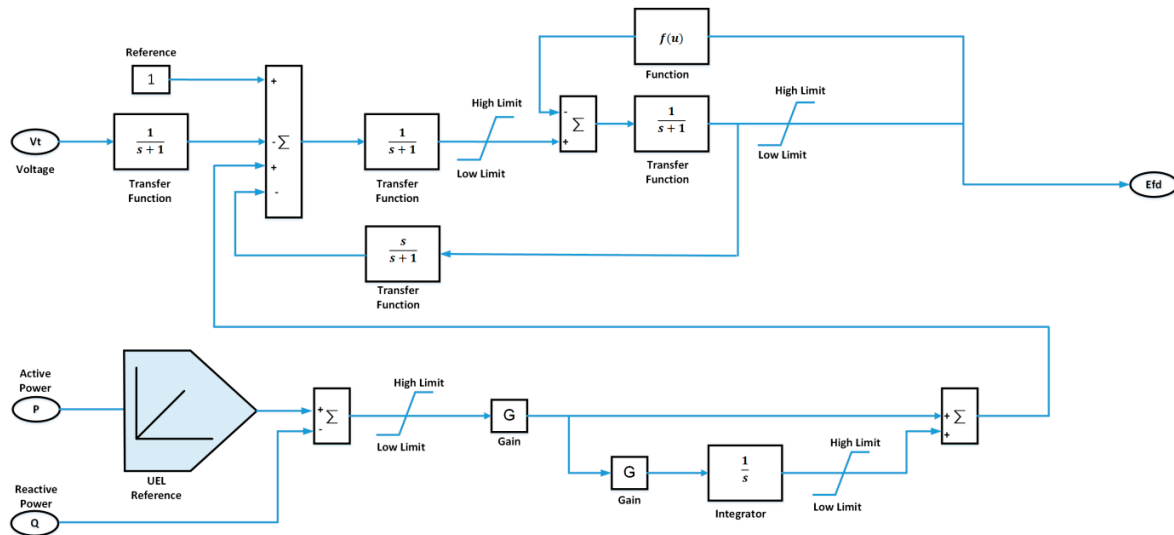 Reference
1
+
-
Σ
+
-
Vt
Voltage
1
s + 1
Transfer
Function
1
s + 1
Transfer
Function
High Limit
Low Limit
f(u)
Function
-
Σ
+
1
s + 1
Transfer
Function
High Limit
Low Limit
Efd
s
s + 1
Transfer
Function
Active
Power
P
Reactive
Power
Q
UEL
Reference
+
Σ
-
High Limit
Low Limit
G
Gain
G
Gain
1
s
Integrator
High Limit
Low Limit
+
Σ
+